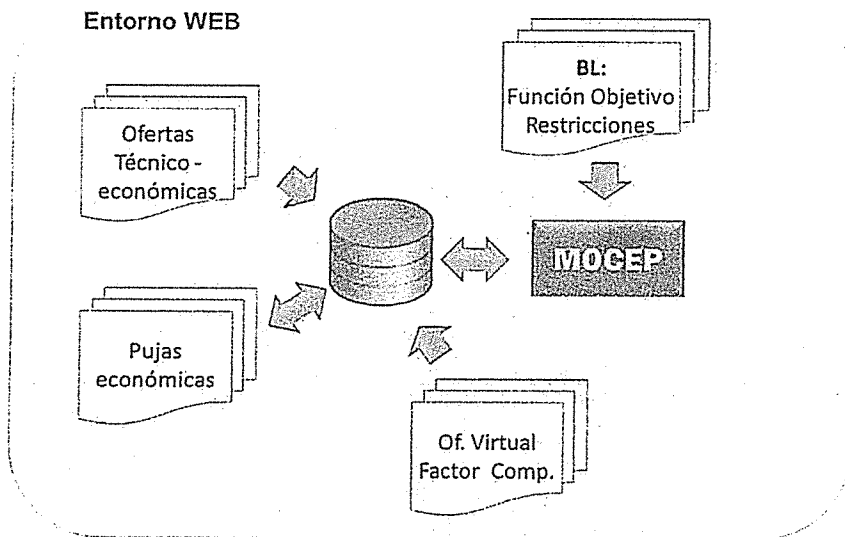 Entorno WEB
BL:
Función Objetivo
Restricciones
Ofertas
Técnico -
económicas
MOCEP
Pujas
económicas
Of. Virtual
Factor Comp.